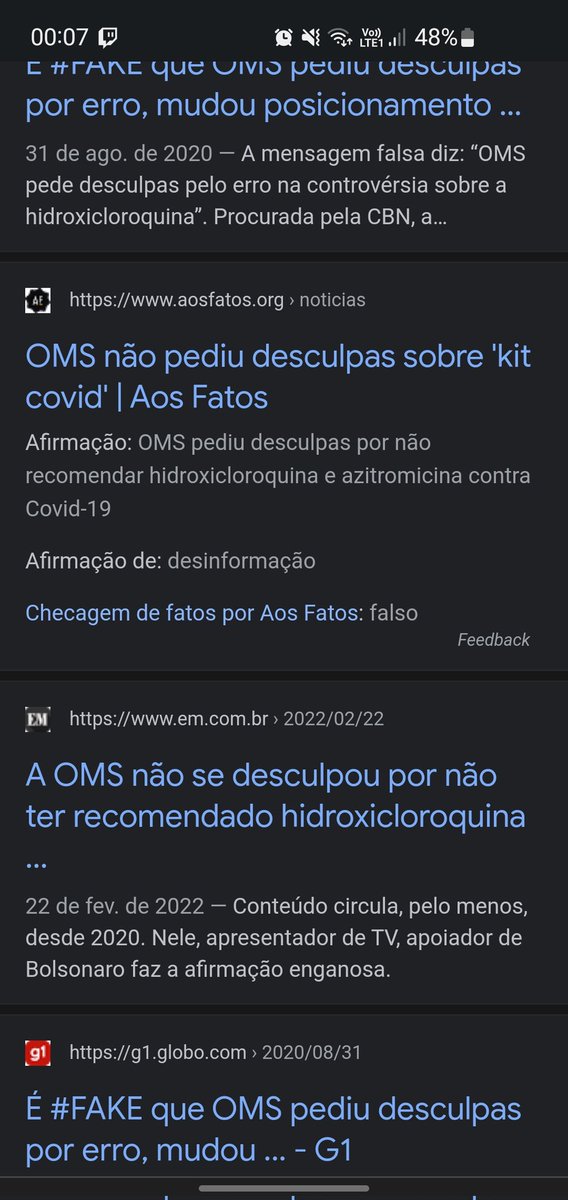 00:07
Vo)) LTE1 48%
É #FAKE que OMS pediu desculpas
por erro, mudou posicionamento ...
31 de ago. de 2020 — A mensagem falsa diz: “OMS
pede desculpas pelo erro na controvérsia sobre a
hidroxicloroquina”. Procurada pela CBN, a...
AE
https://www.aosfatos.org › noticias
OMS não pediu desculpas sobre 'kit
covid' | Aos Fatos
Afirmação: OMS pediu desculpas por não
recomendar hidroxicloroquina e azitromicina contra
Covid-19
Afirmação de: desinformação
Checagem de fatos por Aos Fatos: falso
Feedback
EM
https://www.em.com.br › 2022/02/22
A OMS não se desculpou por não
ter recomendado hidroxicloroquina
...
22 de fev. de 2022 — Conteúdo circula, pelo menos,
desde 2020. Nele, apresentador de TV, apoiador de
Bolsonaro faz a afirmação enganosa.
g1
https://g1.globo.com › 2020/08/31
É #FAKE que OMS pediu desculpas
por erro, mudou ... - G1